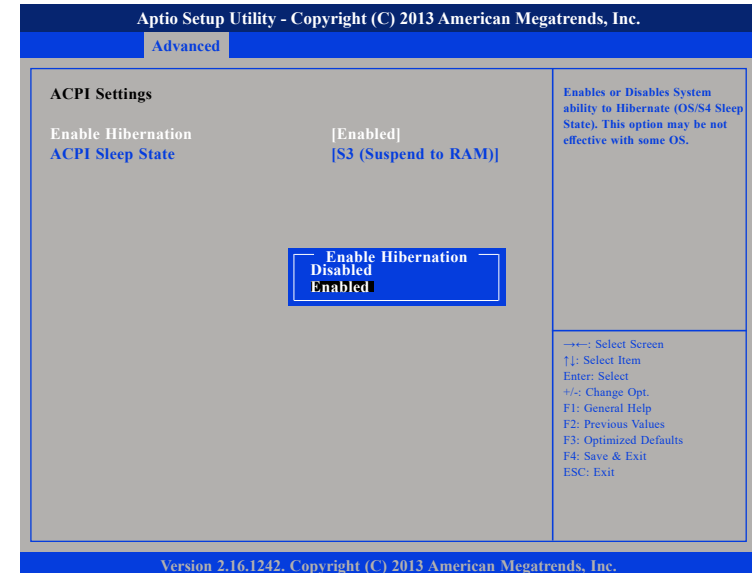 Aptio Setup Utility - Copyright (C) 2013 American Megatrends, Inc.
Advanced
ACPI Settings
Enable Hibernation [Enabled]
ACPI Sleep State [S3 (Suspend to RAM)]
Enable Hibernation
Disabled
Enabled
Enables or Disables System
ability to Hibernate (OS/S4 Sleep
State). This option may be not
effective with some OS.
→←: Select Screen
↑↓: Select Item
Enter: Select
+/-: Change Opt.
F1: General Help
F2: Previous Values
F3: Optimized Defaults
F4: Save & Exit
ESC: Exit
Version 2.16.1242. Copyright (C) 2013 American Megatrends, Inc.